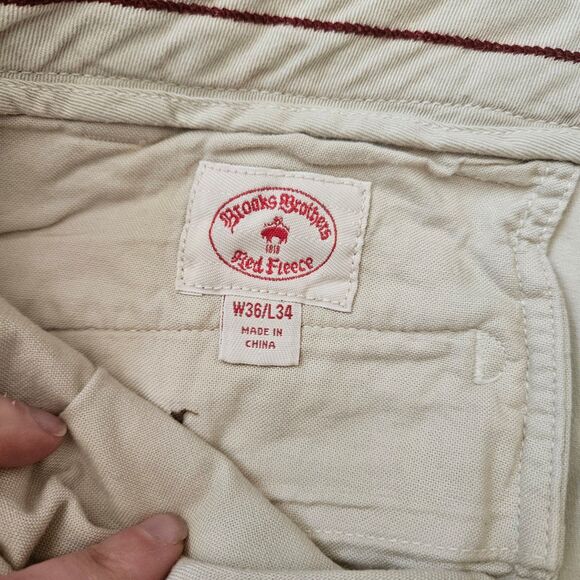 Brooks Brothers
1818
Red Fleece
W36/L34
MADE IN
CHINA